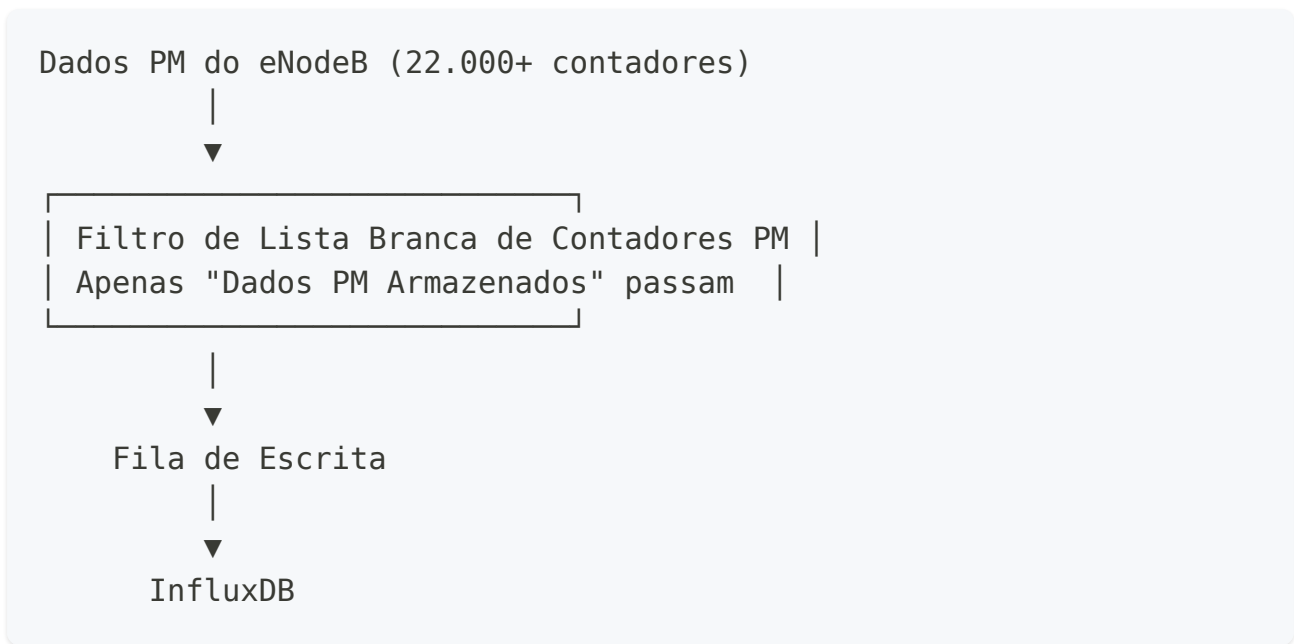 Dados PM do eNodeB (22.000+ contadores)
Filtro de Lista Branca de Contadores PM
Apenas "Dados PM Armazenados" passam
Fila de Escrita
InfluxDB